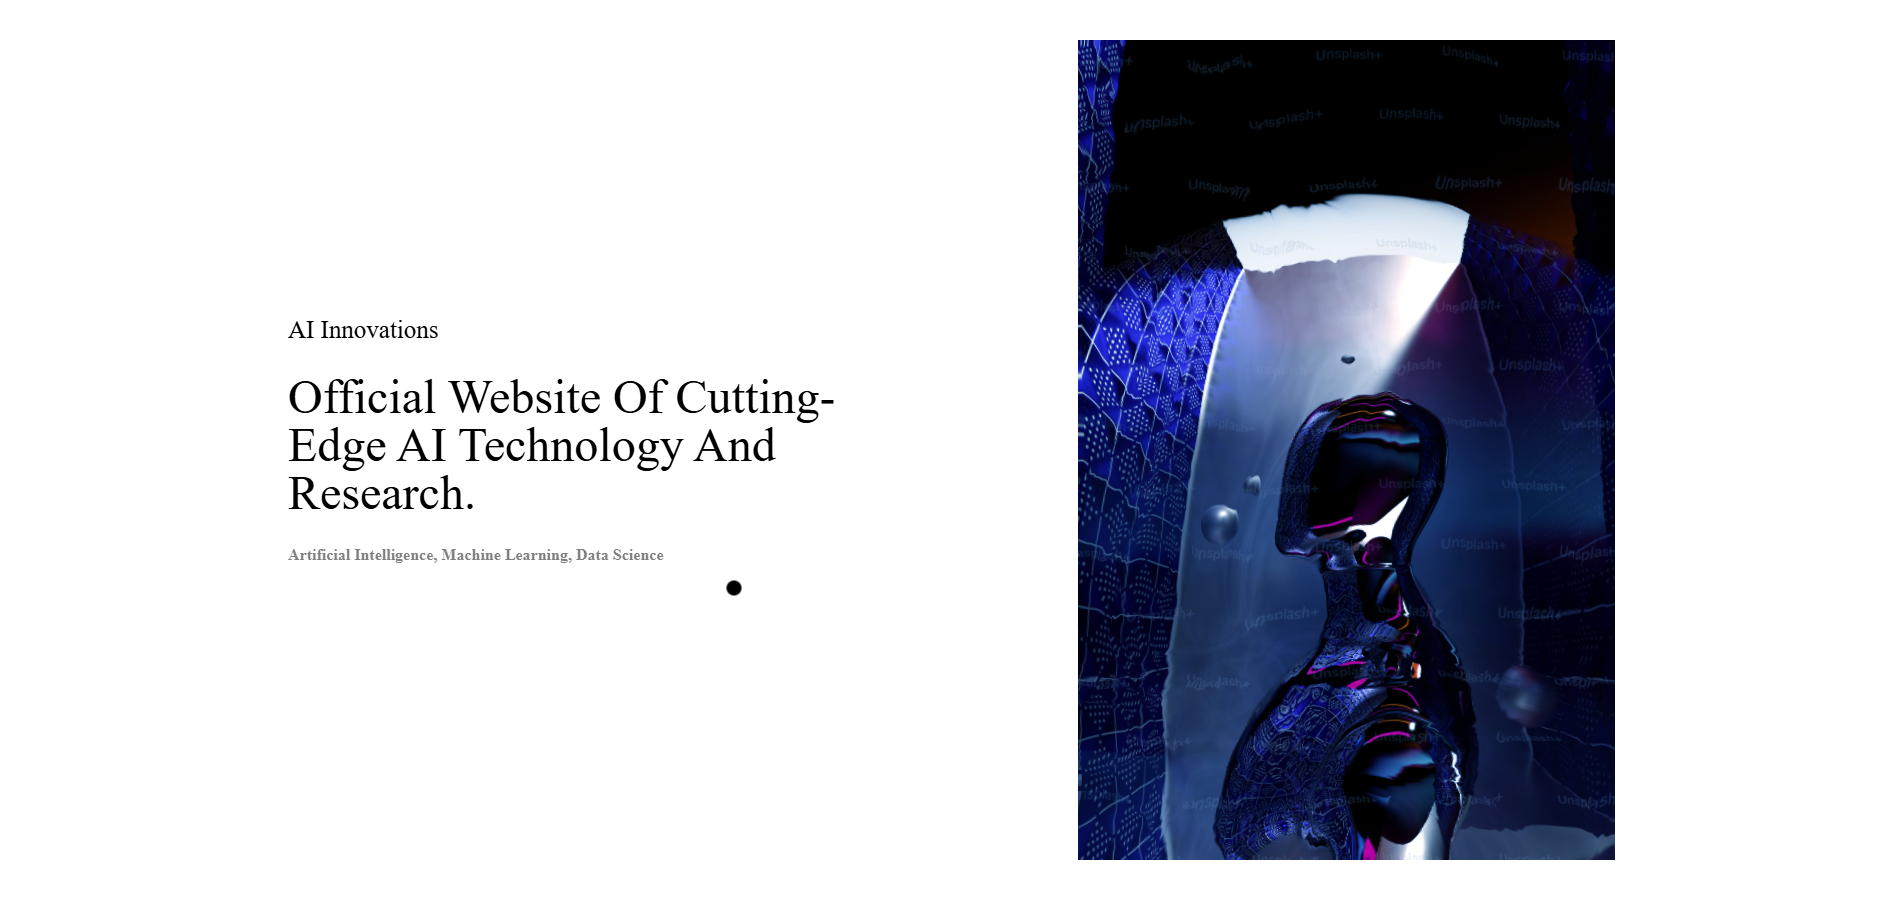 AI Innovations
Official Website Of Cutting-
Edge AI Technology And
Research.
Artificial Intelligence, Machine Learning, Data Science
Unsplash+